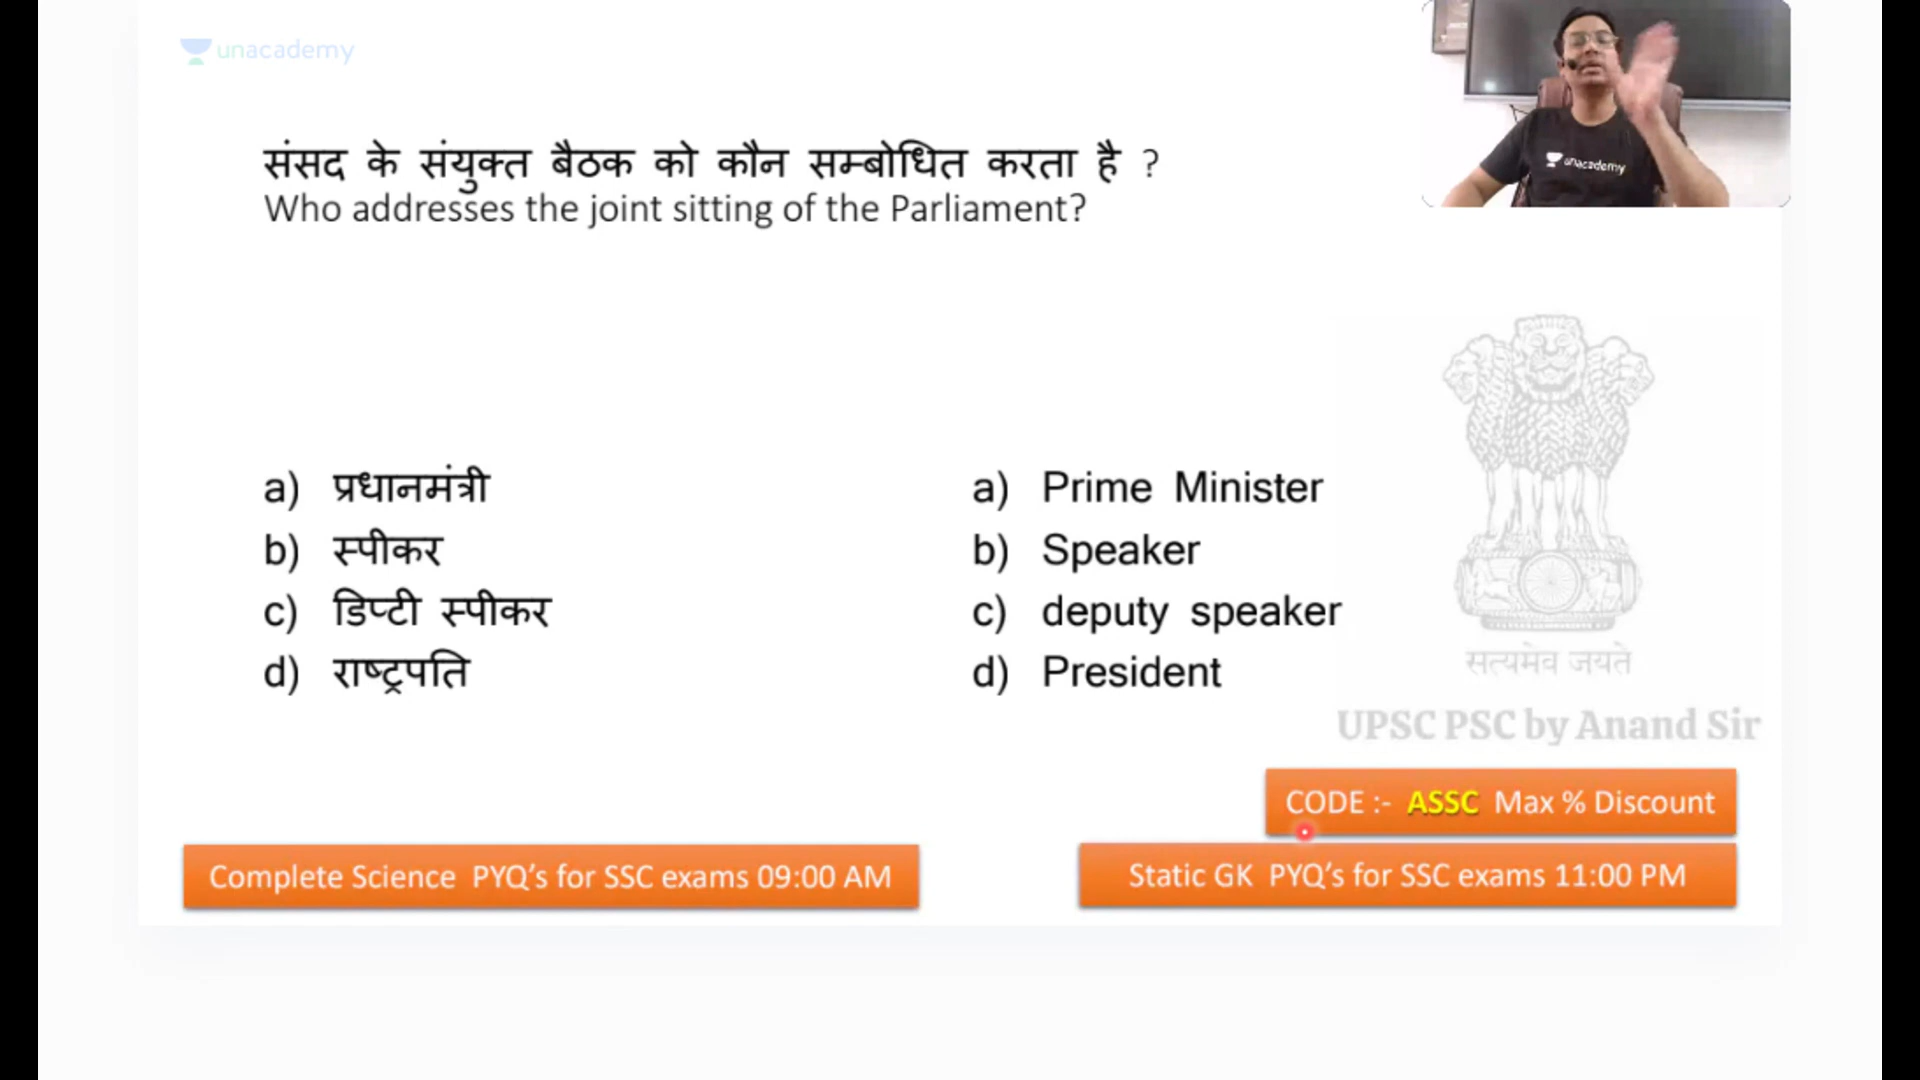 unacademy
unacademy
संसद के संयुक्त बैठक को कौन सम्बोधित करता है ?
Who addresses the joint sitting of the Parliament?
a) प्रधानमंत्री
b) स्पीकर
c) डिप्टी स्पीकर
d) राष्ट्रपति
a) Prime Minister
b) Speaker
c) deputy speaker
d) President
सत्यमेव जयते
UPSC PSC by Anand Sir
CODE :- ASSC Max % Discount
Complete Science PYQ’s for SSC exams 09:00 AM
Static GK PYQ’s for SSC exams 11:00 PM